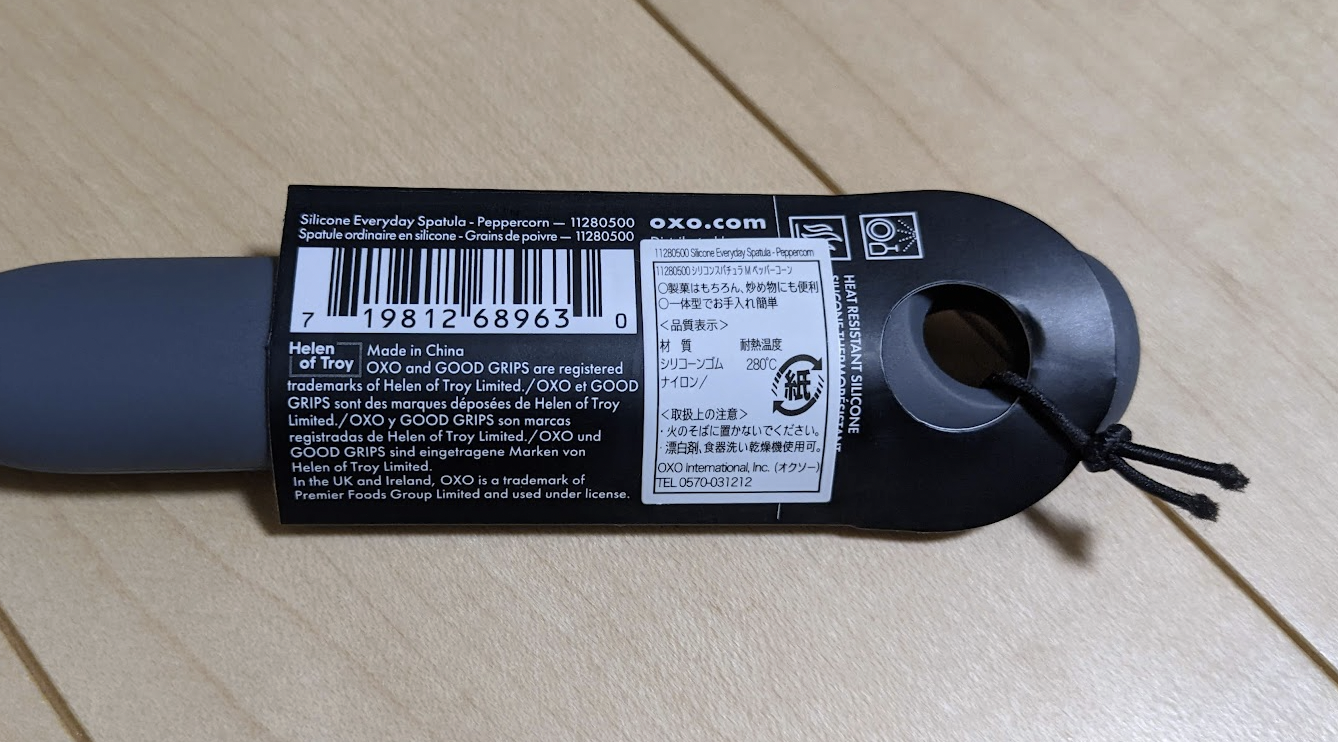 Silicone Everyday Spatula - Peppercorn — 11280500
Spatule ordinaire en silicone - Grains de poivre — 11280500
7 19812 68963 0
Helen
of Troy
Made in China
OXO and GOOD GRIPS are registered
trademarks of Helen of Troy Limited./OXO et GOOD
GRIPS sont des marques déposées de Helen of Troy
Limited./OXO y GOOD GRIPS son marcas
registradas de Helen of Troy Limited./OXO und
GOOD GRIPS sind eingetragene Marken von
Helen of Troy Limited.
In the UK and Ireland, OXO is a trademark of
Premier Foods Group Limited and used under license.
oxo.com
11280500 Silicone Everyday Spatula - Peppercorn
11280500 シリコンスパチュラ M ペッパーコーン
○製菓はもちろん、炒め物にも便利
○一体型でお手入れ簡単
<品質表示>
材 質 耐熱温度
シリコーンゴム 280℃
ナイロン/
紙
<取扱上の注意>
・火のそばに置かないでください。
・漂白剤、食器洗い乾燥機使用可。
OXO International, Inc. (オクソー)
TEL 0570-031212
HEAT RESISTANT SILICONE